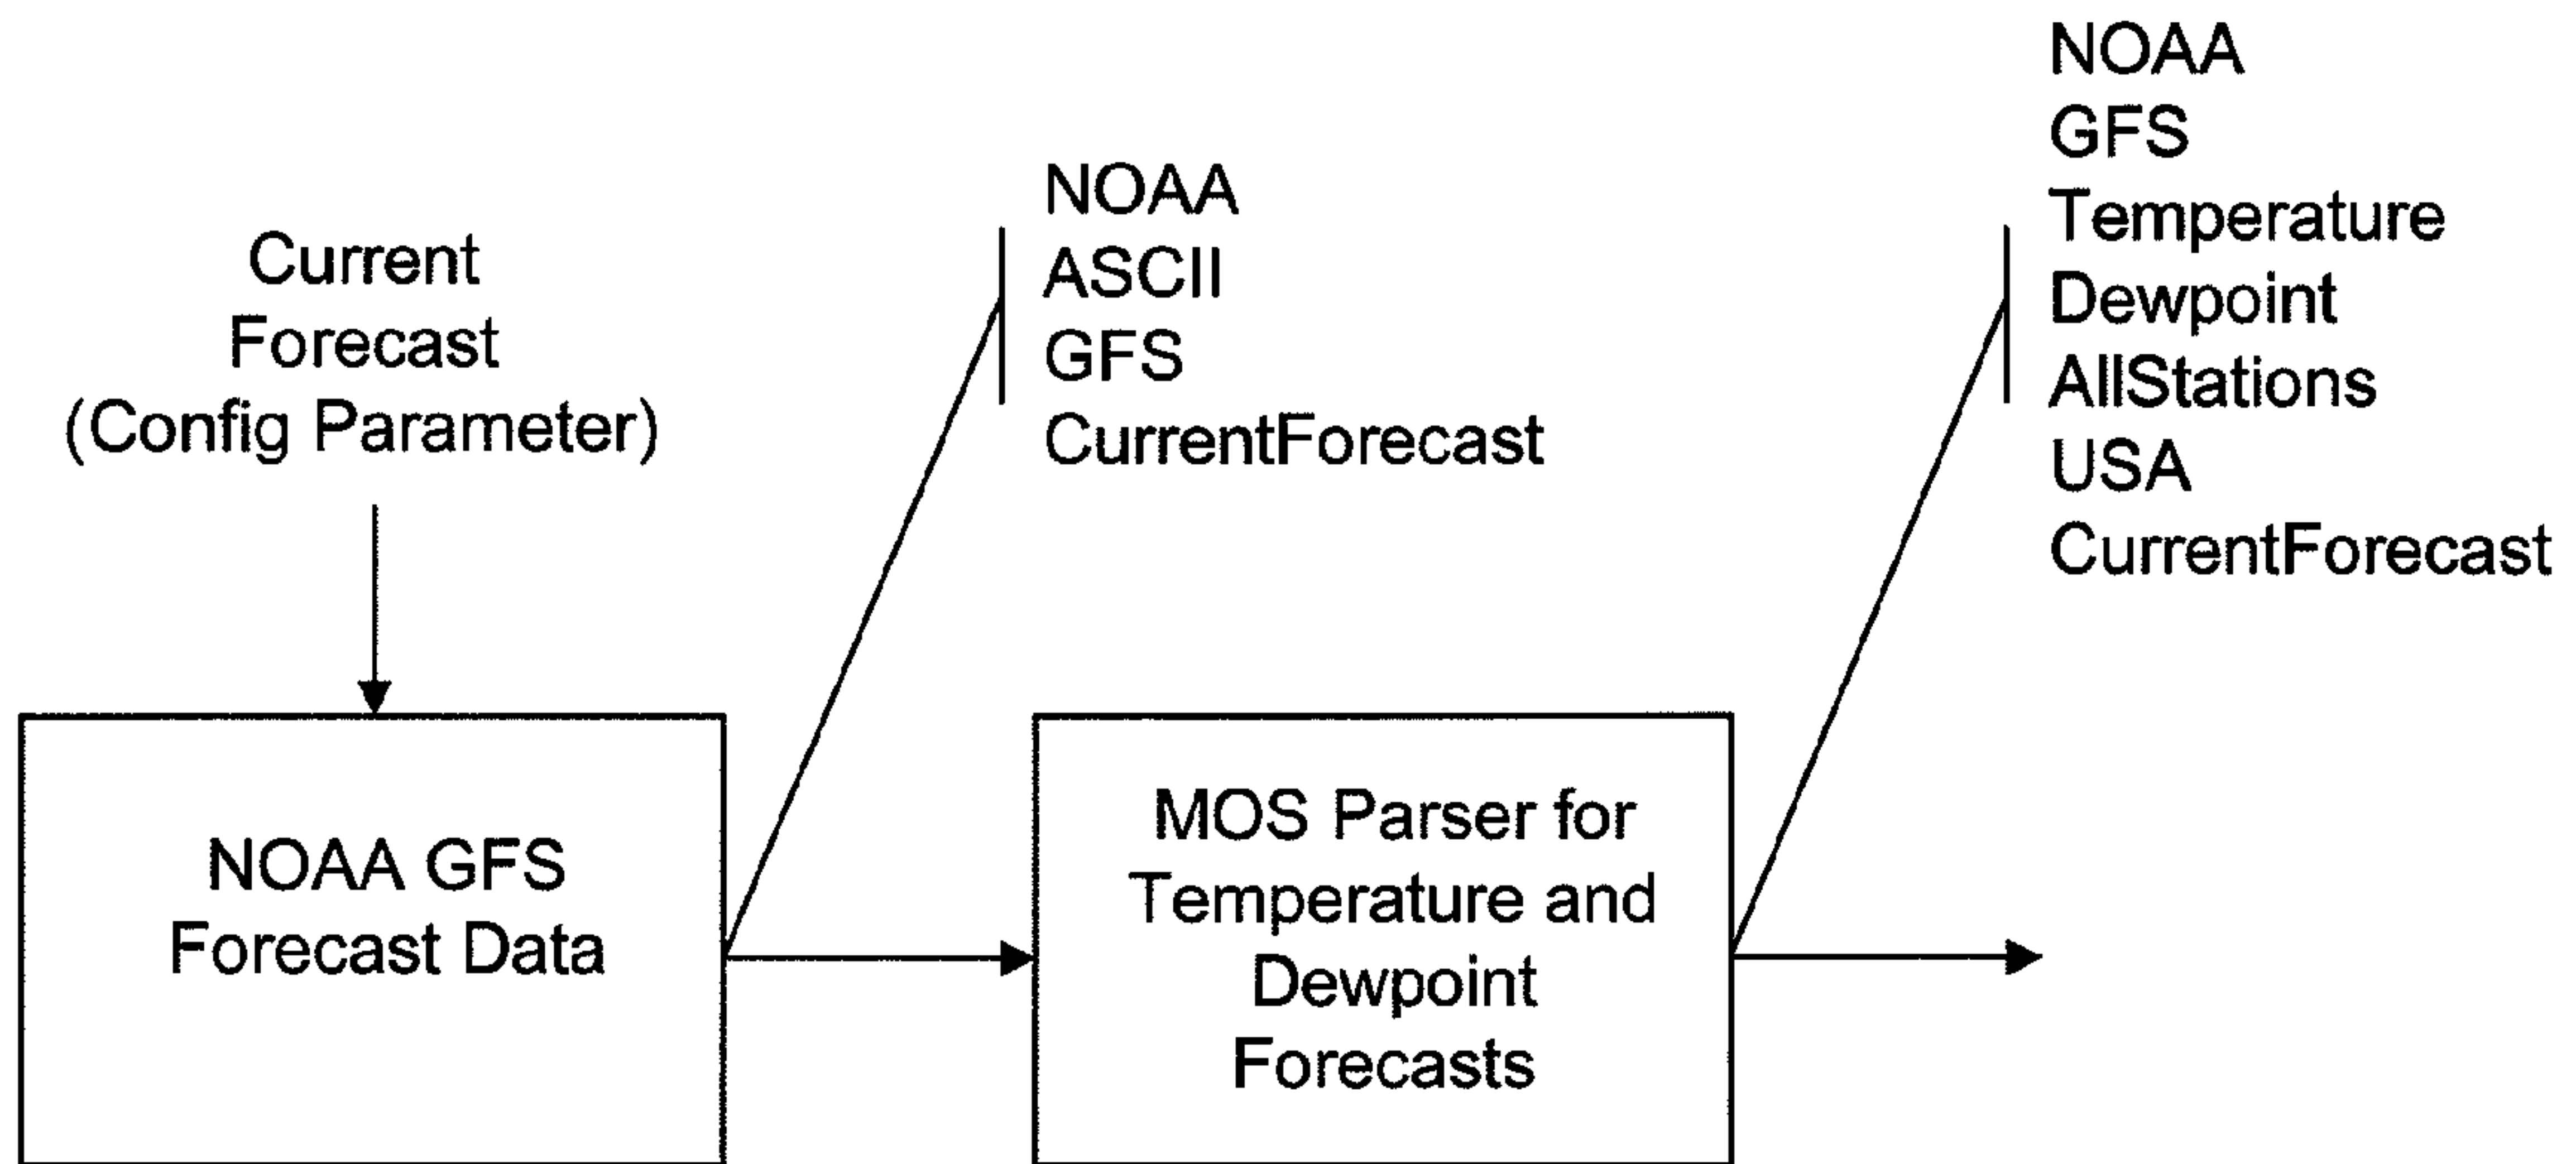 Current
Forecast
(Config Parameter)
NOAA
ASCII
GFS
CurrentForecast
NOAA
GFS
Temperature
Dewpoint
AllStations
USA
CurrentForecast
NOAA GFS
Forecast Data
MOS Parser for
Temperature and
Dewpoint
Forecasts